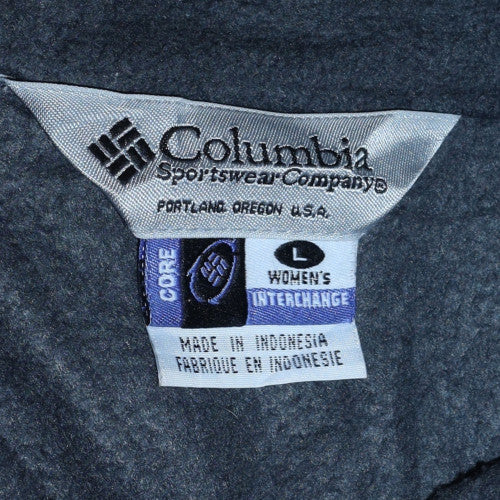 Columbia
Sportswear Company®
PORTLAND, OREGON U.S.A.
CORE
L
WOMEN'S
INTERCHANGE
MADE IN INDONESIA
FABRIQUE EN INDONESIE